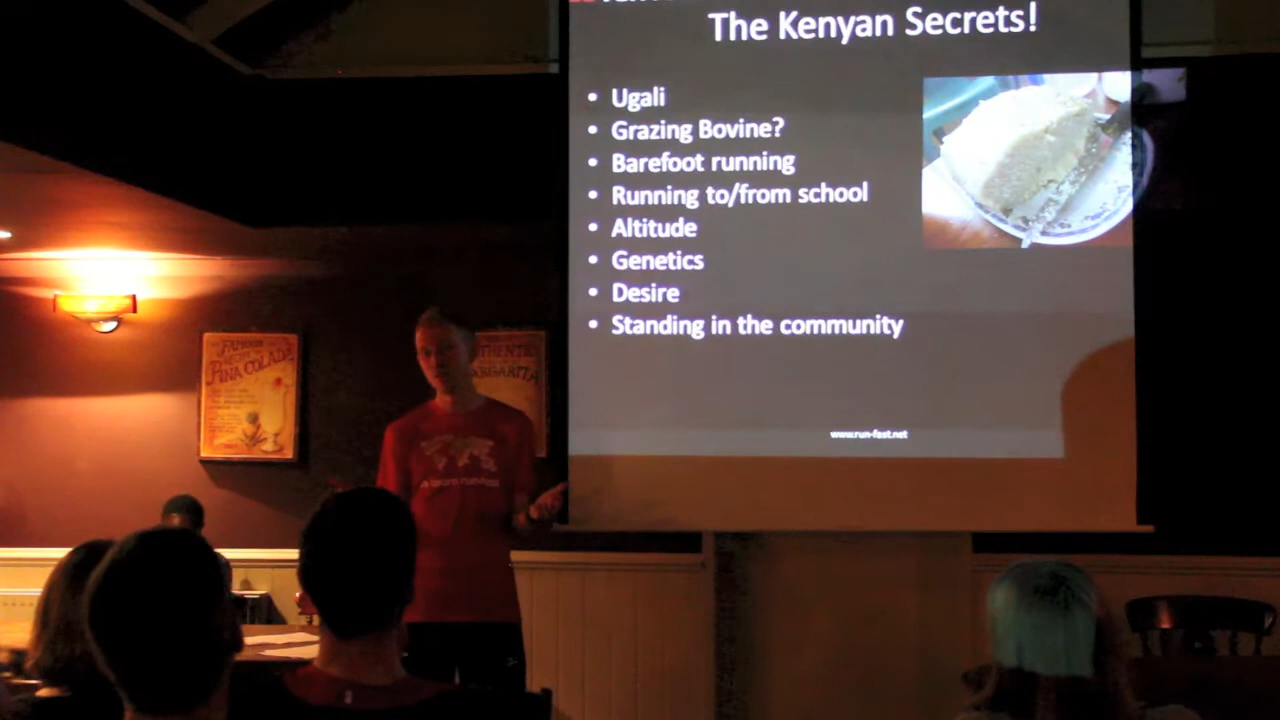 The Kenyan Secrets!
• Ugali
• Grazing Bovine?
• Barefoot running
• Running to/from school
• Altitude
• Genetics
• Desire
• Standing in the community
www.run-fast.net
FAMOUS
PINA COLADA